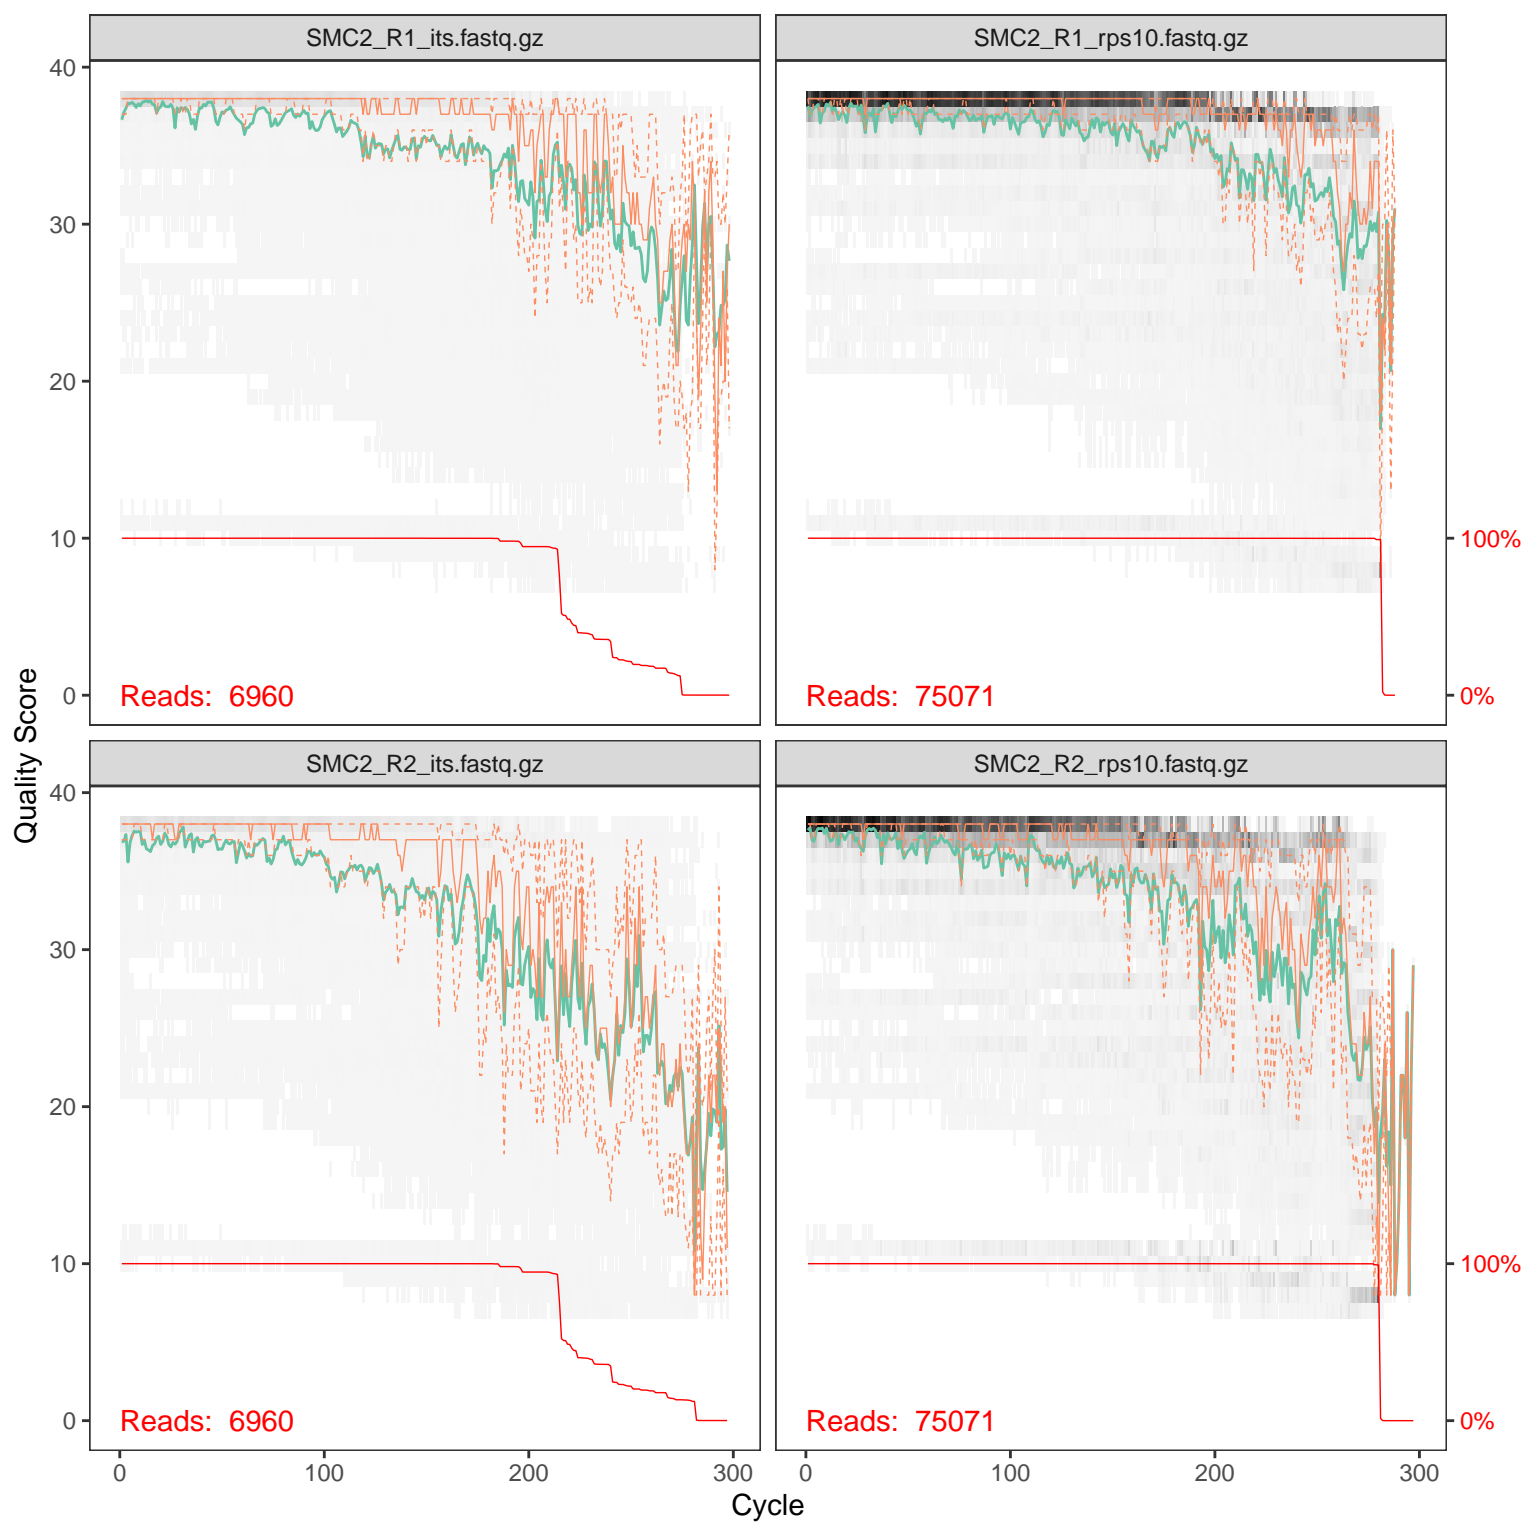 SMC2_R1_its.fastq.gz
SMC2_R1_rps10.fastq.gz
40
30
20
10
0
100%
0%
Reads: 6960
Reads: 75071
Quality Score
SMC2_R2_its.fastq.gz
SMC2_R2_rps10.fastq.gz
40
30
20
10
0
100%
0%
Reads: 6960
Reads: 75071
0 100 200 300
0 100 200 300
Cycle